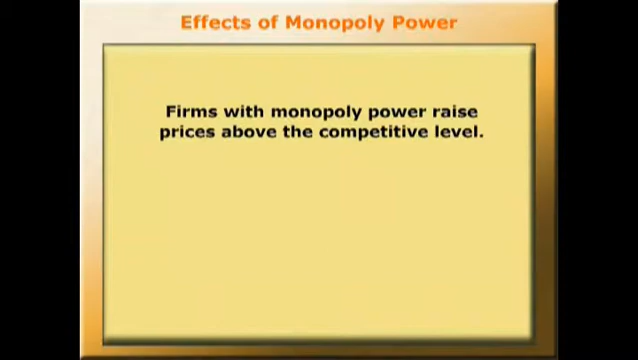 Effects of Monopoly Power
Firms with monopoly power raise
prices above the competitive level.